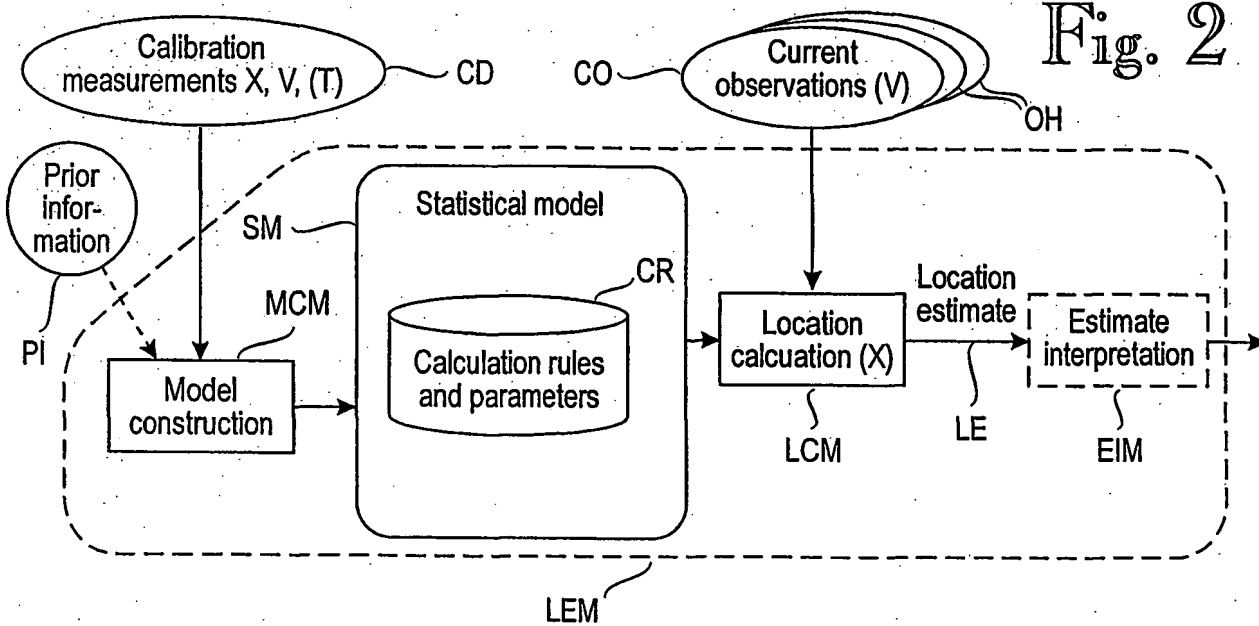 Fig. 2
Calibration
measurements X, V, (T)
CD
CO
Current
observations (V)
OH
Prior
infor-
mation
PI
SM
Statistical model
MCM
CR
Model
construction
Calculation rules
and parameters
Location
calcuation (X)
LCM
Location
estimate
LE
Estimate
interpretation
EIM
LEM